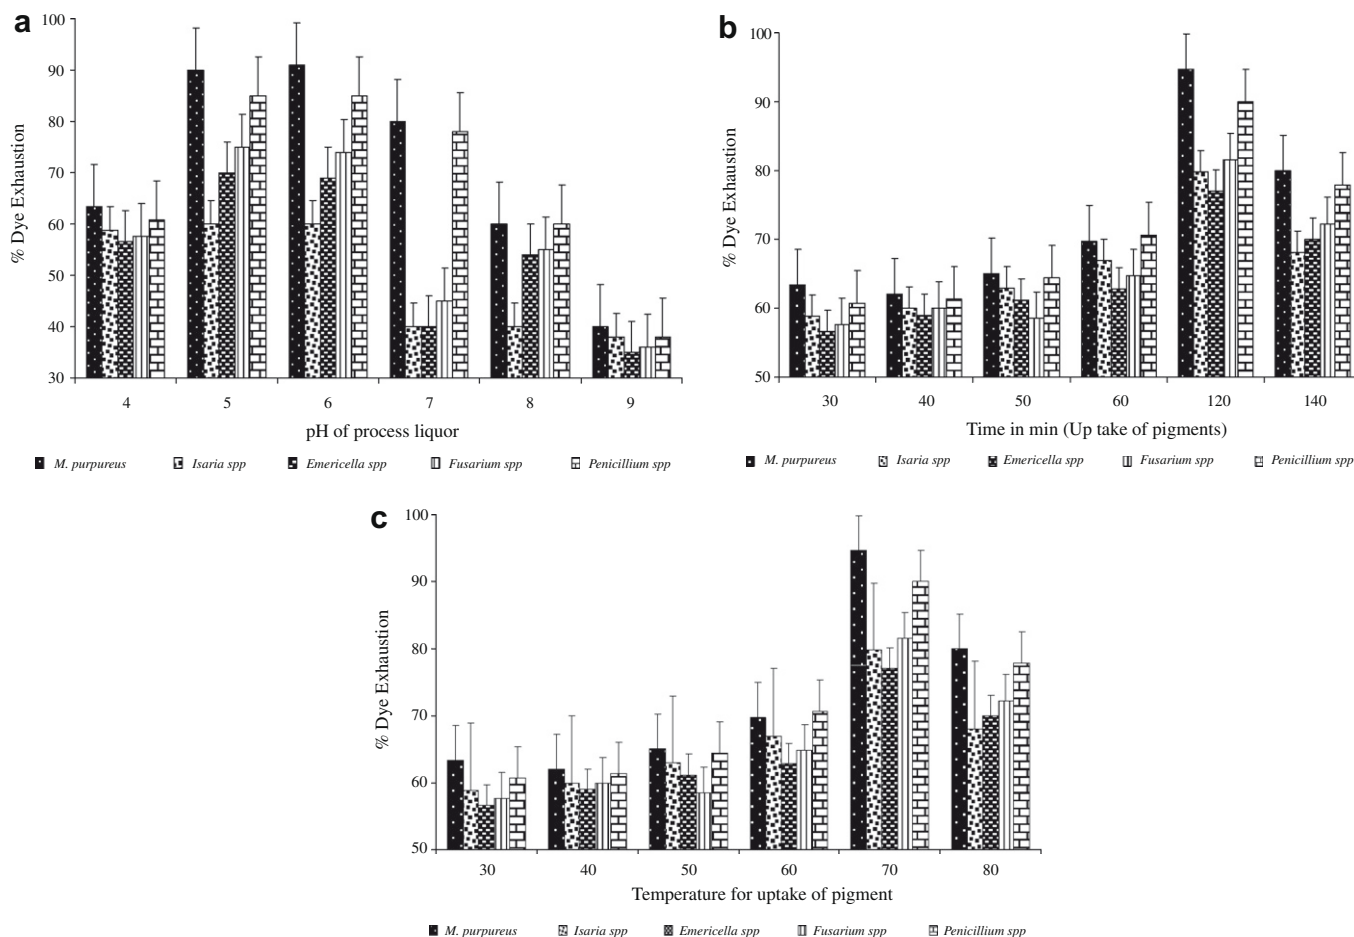 a
100
90
80
70
60
50
40
30
% Dye Exhaustion
4 5 6 7 8 9
pH of process liquor
M. purpureus Isaria spp Emericella spp Fusarium spp Penicillium spp
b
100
90
80
70
60
50
% Dye Exhaustion
30 40 50 60 120 140
Time in min (Up take of pigments)
M. purpureus Isaria spp Emericella spp Fusarium spp Penicillium spp
c
100
90
80
70
60
50
% Dye Exhaustion
30 40 50 60 70 80
Temperature for uptake of pigment
M. purpureus Isaria spp Emericella spp Fusarium spp Penicillium spp